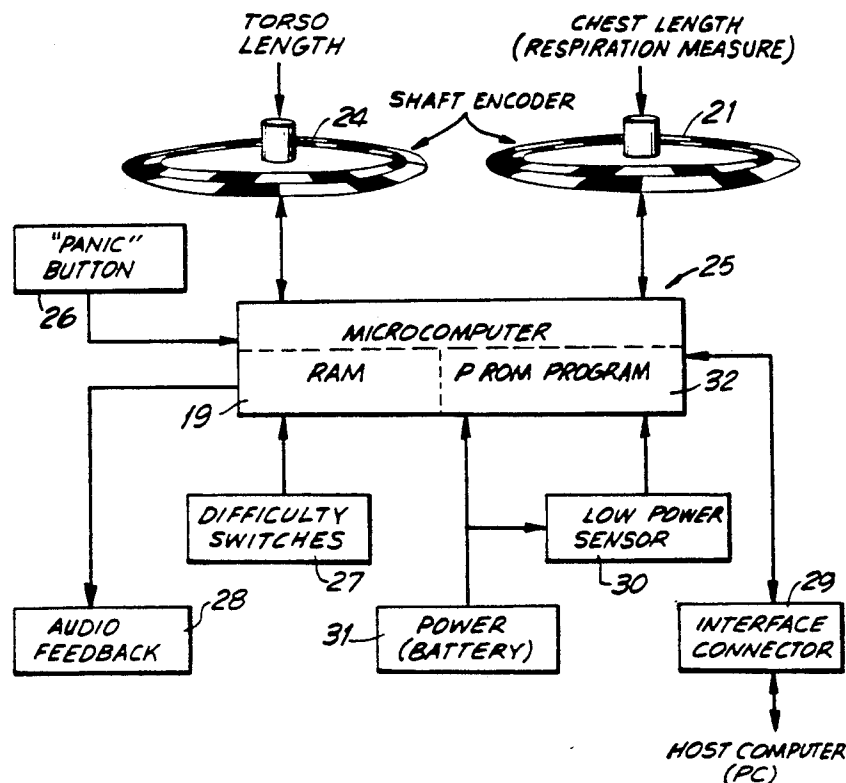 TORSO
LENGTH
CHEST LENGTH
(RESPIRATION MEASURE)
SHAFT ENCODER
24
21
"PANIC"
BUTTON
26
25
MICROCOMPUTER
RAM
P ROM PROGRAM
19
32
DIFFICULTY
SWITCHES
27
LOW POWER
SENSOR
30
28
AUDIO
FEEDBACK
31
POWER
(BATTERY)
29
INTERFACE
CONNECTOR
HOST COMPUTER
(PC)